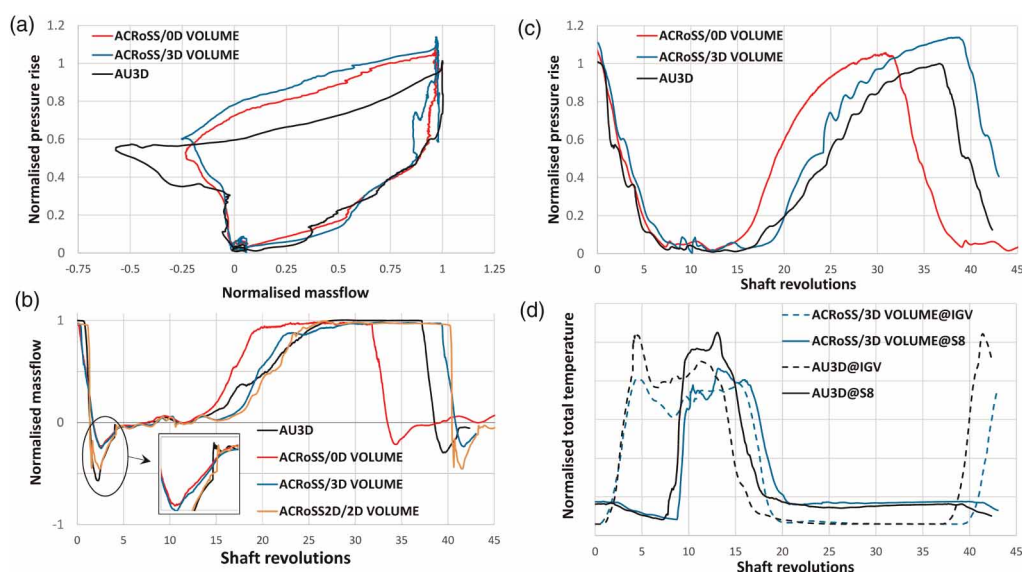 (a)
ACRoSS/0D VOLUME
ACRoSS/3D VOLUME
AU3D
Normalised pressure rise
1.2
1
0.8
0.6
0.4
0.2
0
-0.75
-0.5
-0.25
0
0.25
0.5
0.75
1
1.25
Normalised massflow
(c)
ACRoSS/0D VOLUME
ACRoSS/3D VOLUME
AU3D
Normalised pressure rise
1.2
1
0.8
0.6
0.4
0.2
0
0
5
10
15
20
25
30
35
40
45
Shaft revolutions
(b)
Normalised massflow
1
0
-1
AU3D
ACRoSS/0D VOLUME
ACRoSS/3D VOLUME
ACRoSS2D/2D VOLUME
0
5
10
15
20
25
30
35
40
45
Shaft revolutions
(d)
Normalised total temperature
ACRoSS/3D VOLUME@IGV
ACRoSS/3D VOLUME@S8
AU3D@IGV
AU3D@S8
0
5
10
15
20
25
30
35
40
45
Shaft revolutions